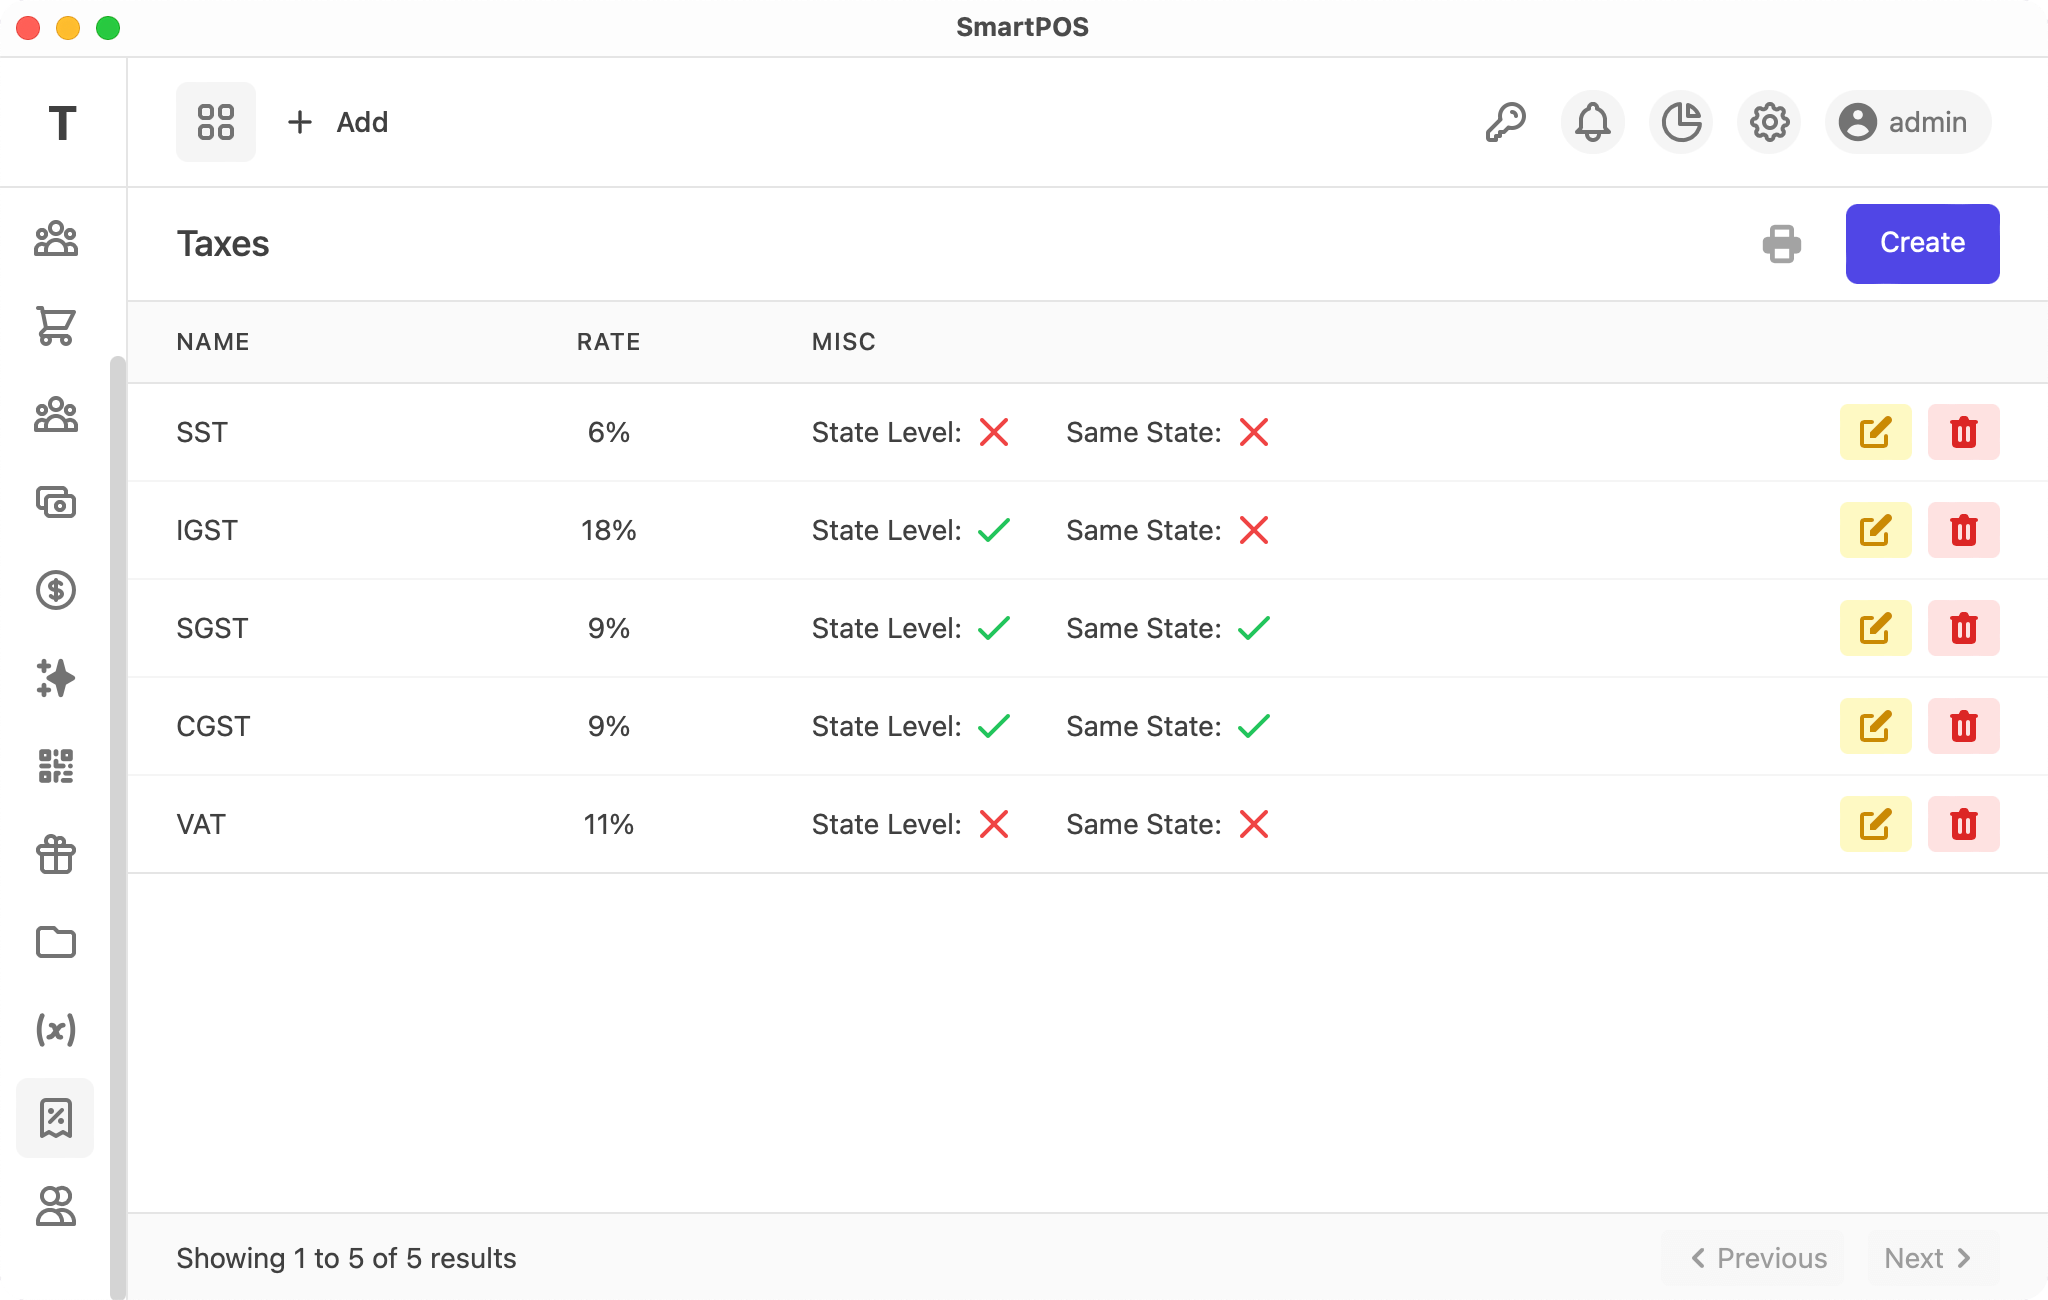 SmartPOS
T
Add
admin
Taxes
Create
NAME RATE MISC
SST 6% State Level: Same State:
IGST 18% State Level: Same State:
SGST 9% State Level: Same State:
CGST 9% State Level: Same State:
VAT 11% State Level: Same State:
Showing 1 to 5 of 5 results
Previous Next